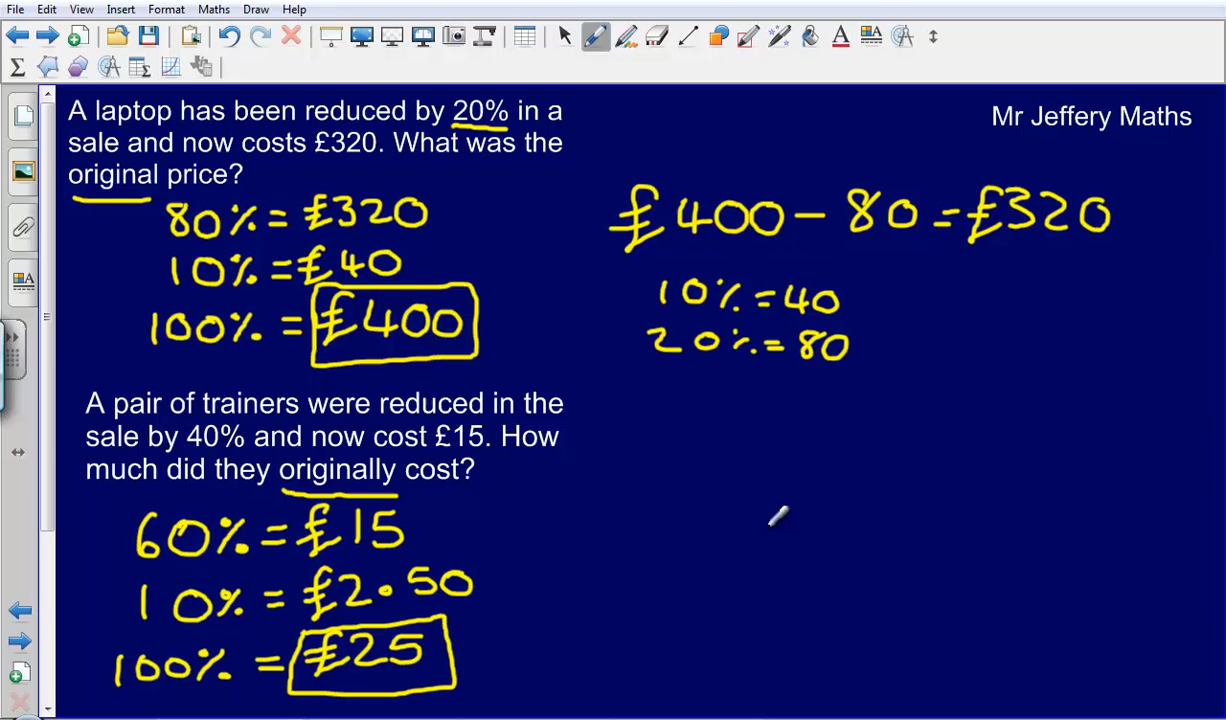 File Edit View Insert Format Maths Draw Help
A laptop has been reduced by 20% in a
sale and now costs £320. What was the
original price?
80% = £320
10% = £40
100% = £400
A pair of trainers were reduced in the
sale by 40% and now cost £15. How
much did they originally cost?
60% = £15
10% = £2.50
100% = £25
Mr Jeffery Maths
£400 - 80 = £320
10% = 40
20% = 80